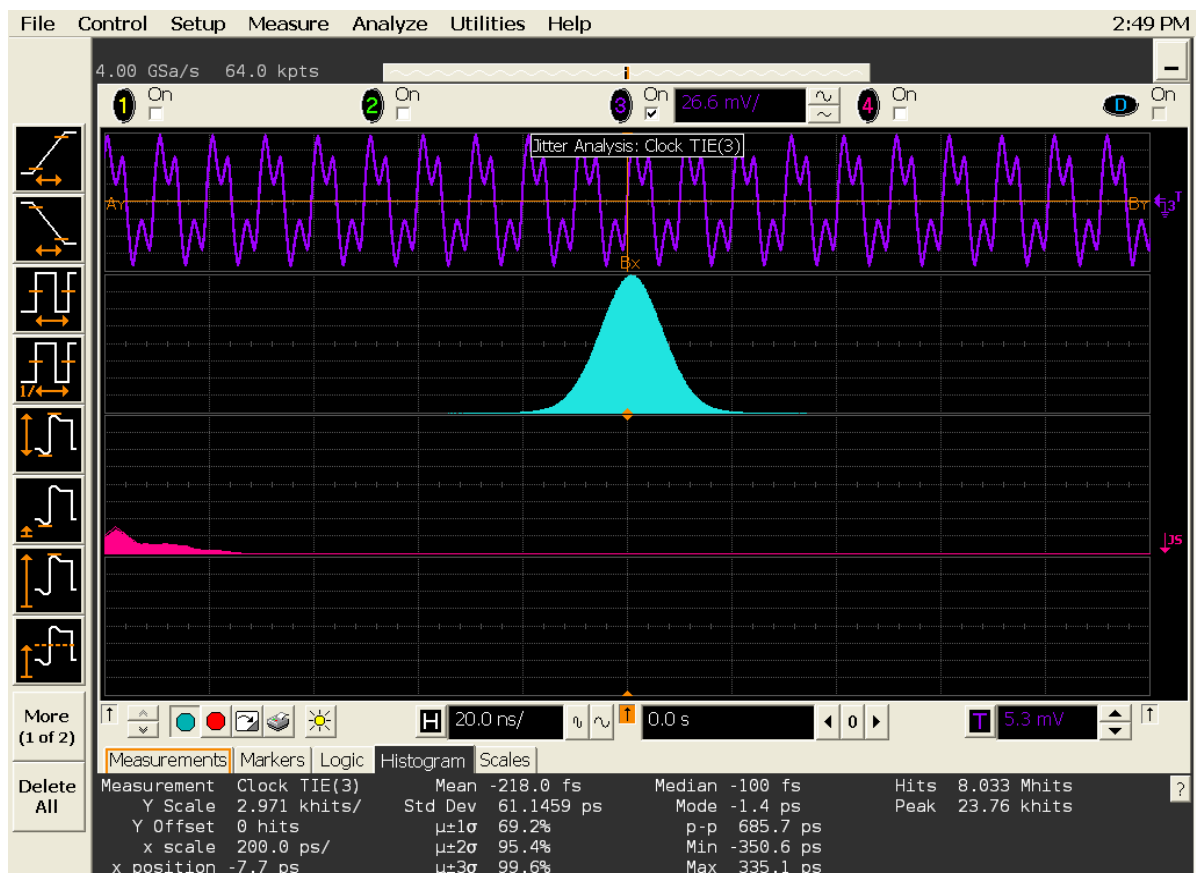 File Control Setup Measure Analyze Utilities Help 2:49 PM
4.00 GSa/s 64.0 kpts
1 On 2 On 3 On 26.6 mV/ 4 On D On
Jitter Analysis: Clock TIE(3)
AY BY 3 T
Bx
1/
JS
More
(1 of 2)
H 20.0 ns/ 0.0 s 0 T 5.3 mV
Measurements Markers Logic Histogram Scales
Delete
All
Measurement Clock TIE(3) Mean -218.0 fs Median -100 fs Hits 8.033 Mhits ?
Y Scale 2.971 khits/ Std Dev 61.1459 ps Mode -1.4 ps Peak 23.76 khits
Y Offset 0 hits μ±1σ 69.2% p-p 685.7 ps
x scale 200.0 ps/ μ±2σ 95.4% Min -350.6 ps
x position -7.7 ps μ±3σ 99.6% Max 335.1 ps